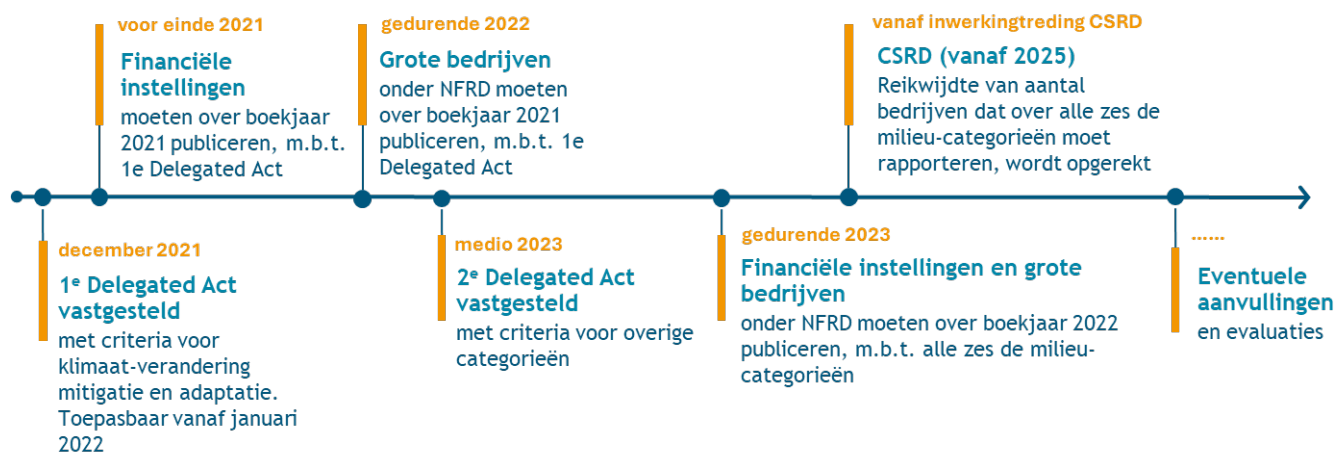 voor einde 2021
Financiële
instellingen
moeten over boekjaar
2021 publiceren, m.b.t.
1e Delegated Act
gedurende 2022
Grote bedrijven
onder NFRD moeten
over boekjaar 2021
publiceren, m.b.t. 1e
Delegated Act
vanaf inwerkingtreding CSRD
CSRD (vanaf 2025)
Reikwijdte van aantal
bedrijven dat over alle zes de
milieu-categorieën moet
rapporteren, wordt opgerekt
december 2021
1e Delegated Act
vastgesteld
met criteria voor
klimaat-verandering
mitigatie en adaptatie.
Toepasbaar vanaf januari
2022
medio 2023
2e Delegated Act
vastgesteld
met criteria voor overige
categorieën
gedurende 2023
Financiële instellingen en grote
bedrijven
onder NFRD moeten over boekjaar 2022
publiceren, m.b.t. alle zes de milieu-
categorieën
......
Eventuele
aanvullingen
en evaluaties